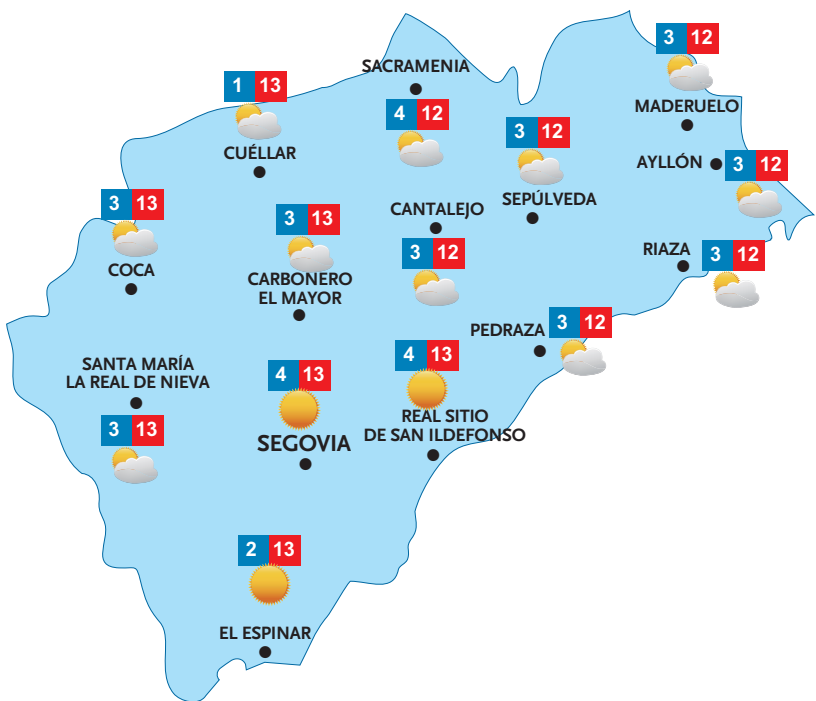 3 12
MADERUELO
SACRAMENIA
4 12
1 13
CUÉLLAR
3 12
SEPÚLVEDA
AYLLÓN
3 12
3 13
COCA
3 13
CARBONERO
EL MAYOR
CANTALEJO
3 12
RIAZA
3 12
PEDRAZA
3 12
SANTA MARÍA
LA REAL DE NIEVA
3 13
4 13
SEGOVIA
4 13
REAL SITIO
DE SAN ILDEFONSO
2 13
EL ESPINAR